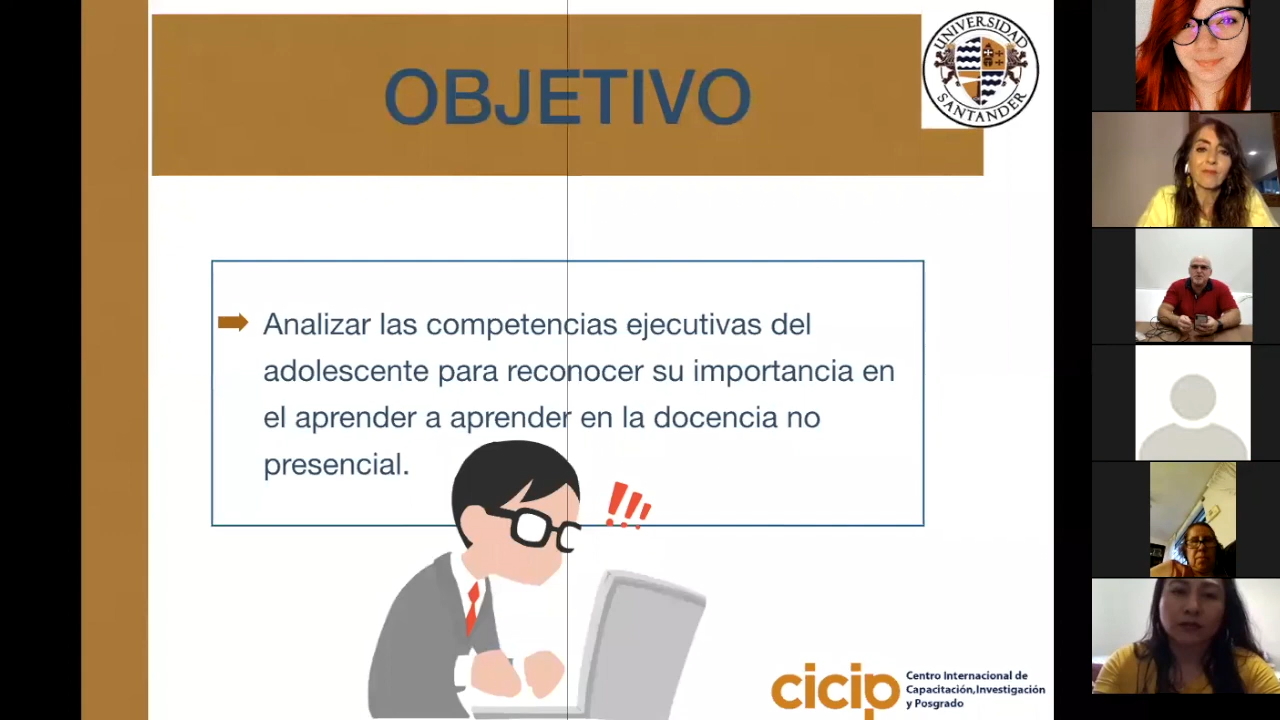 OBJETIVO
UNIVERSIDAD
SANTANDER
Analizar las competencias ejecutivas del
adolescente para reconocer su importancia en
el aprender a aprender en la docencia no
presencial.
!!!
cicip
Centro Internacional de
Capacitación,Investigación
y Posgrado